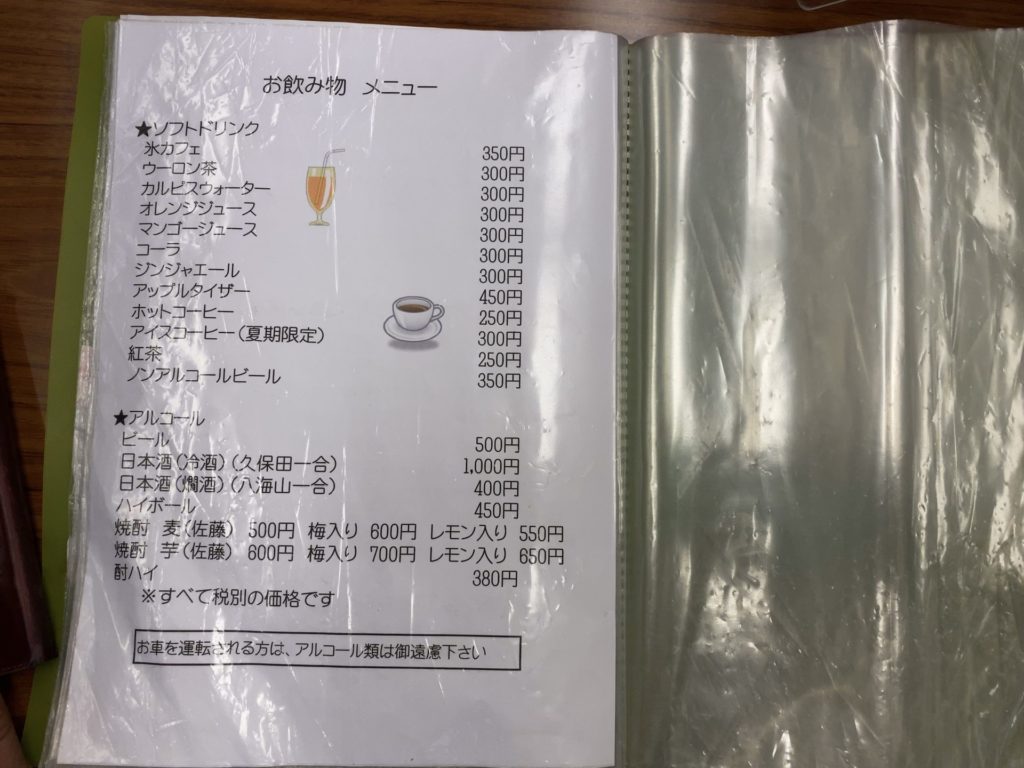 お飲み物　メニュー
★ソフトドリンク
氷カフェ 350円
ウーロン茶 300円
カルピスウォーター 300円
オレンジジュース 300円
マンゴージュース 300円
コーラ 300円
ジンジャエール 300円
アップルタイザー 450円
ホットコーヒー 250円
アイスコーヒー（夏期限定） 300円
紅茶 250円
ノンアルコールビール 350円
★アルコール
ビール 500円
日本酒（冷酒）（久保田一合） 1,000円
日本酒（燗酒）（八海山一合） 400円
ハイボール 450円
焼酎　麦（佐藤） 500円 梅入り 600円 レモン入り 550円
焼酎　芋（佐藤） 600円 梅入り 700円 レモン入り 650円
酎ハイ 380円
※すべて税別の価格です
お車を運転される方は、アルコール類は御遠慮下さい